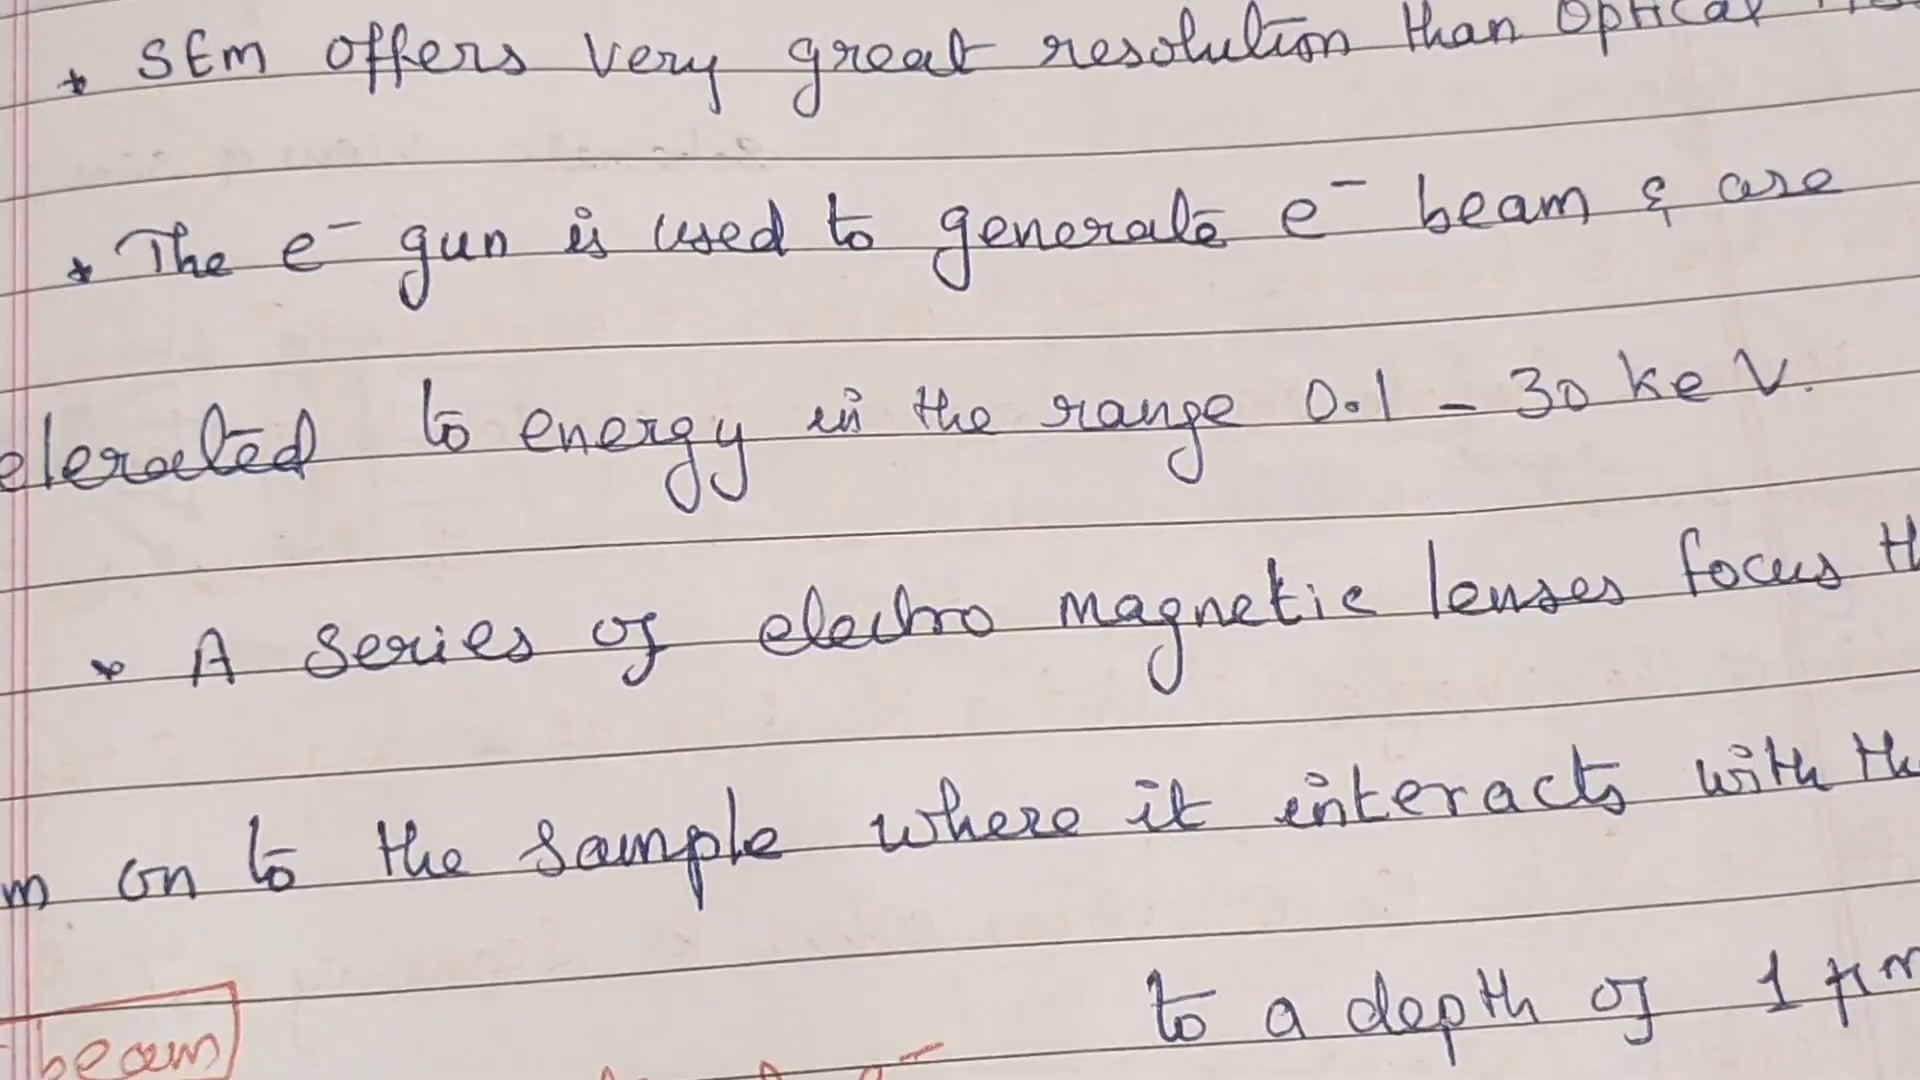 * SEm offers very great resolution than optical
* The e⁻ gun is used to generate e⁻ beam & are
elerated to energy in the range 0.1 - 30 keV.
* A series of electro magnetic lenses focus th
m on to the sample where it interacts with th
to a depth of 1 μm
beam